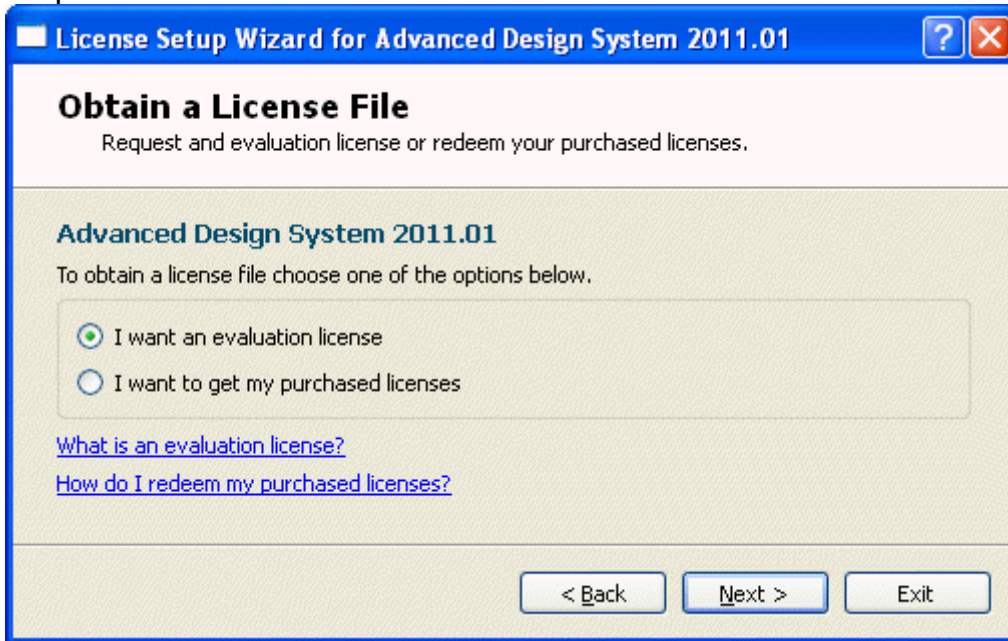 License Setup Wizard for Advanced Design System 2011.01
Obtain a License File
Request and evaluation license or redeem your purchased licenses.
Advanced Design System 2011.01
To obtain a license file choose one of the options below.
I want an evaluation license
I want to get my purchased licenses
What is an evaluation license?
How do I redeem my purchased licenses?
< Back Next > Exit